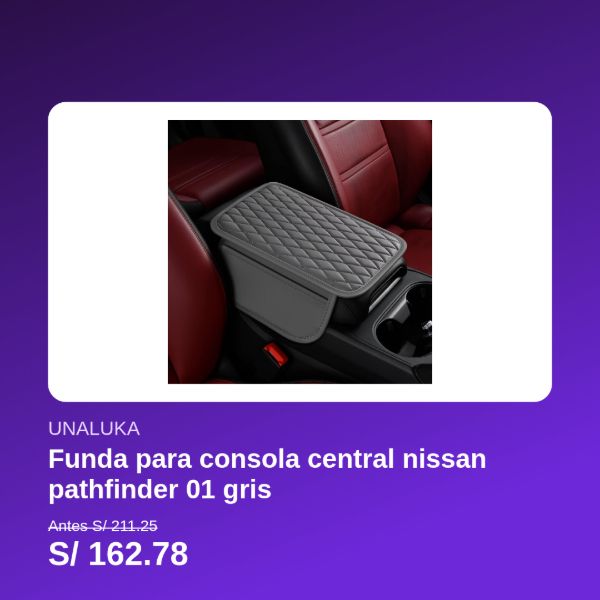 UNALUKA
Funda para consola central nissan
pathfinder 01 gris
Antes S/ 211.25
S/ 162.78